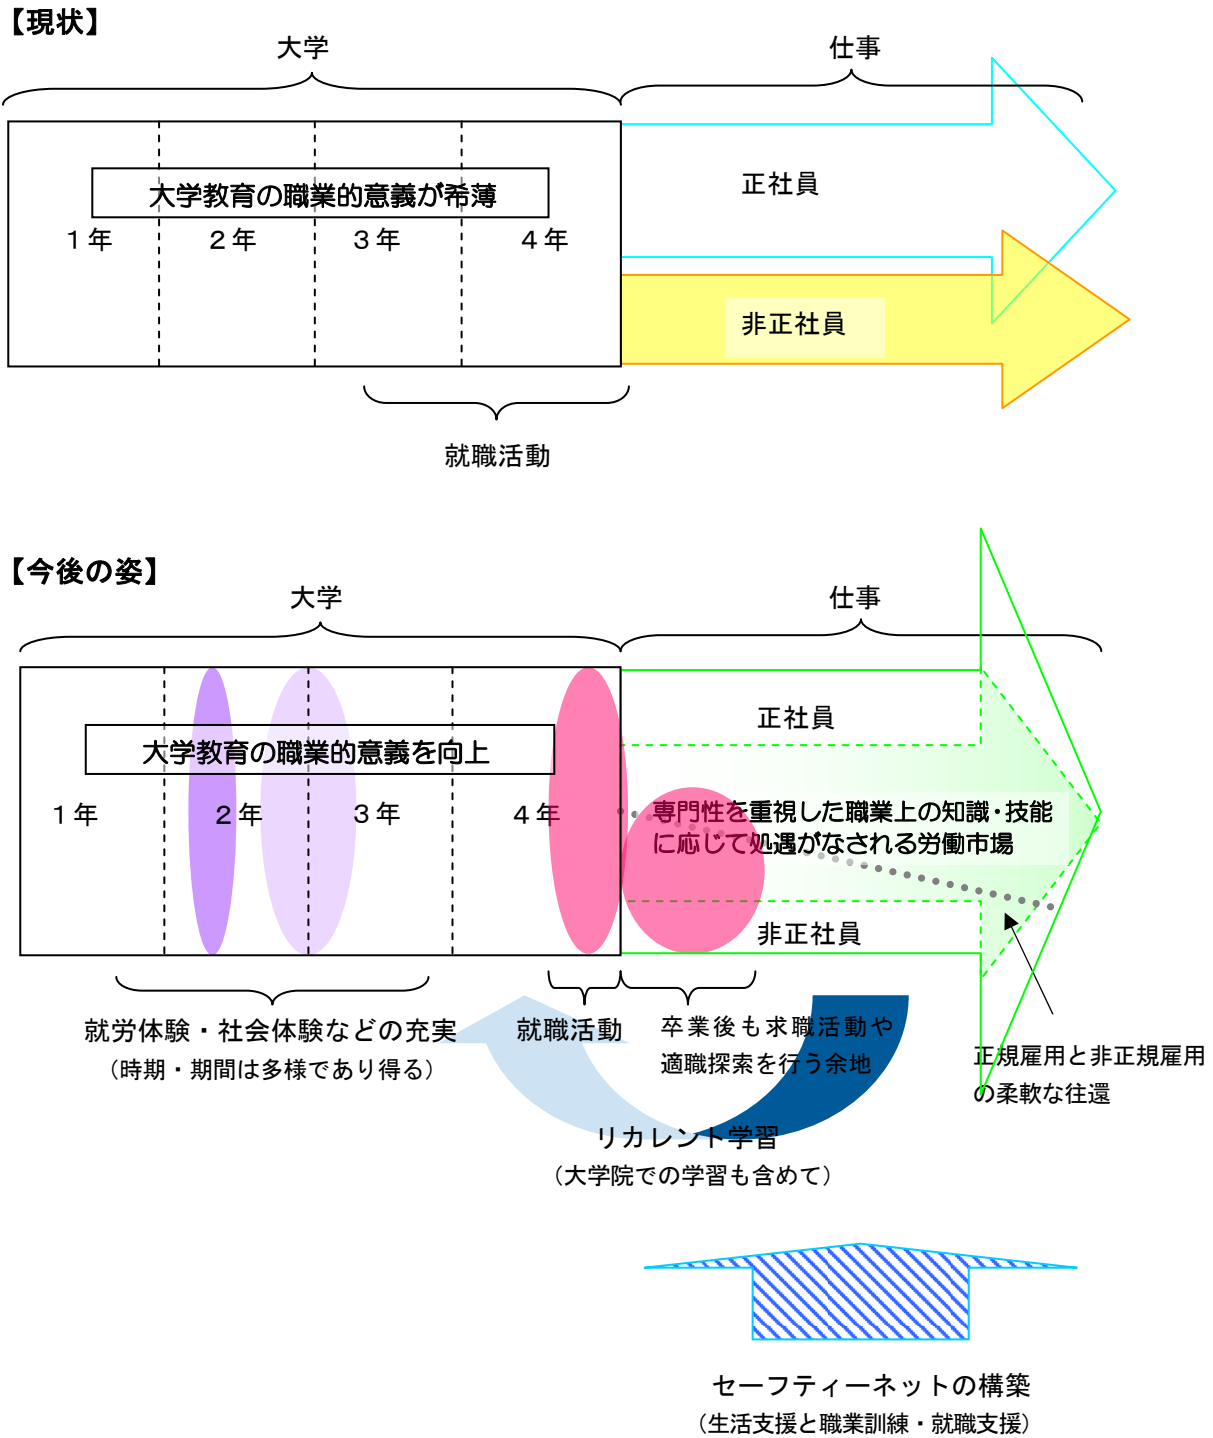 【現状】
大学
仕事
大学教育の職業的意義が希薄
１年
２年
３年
４年
正社員
非正社員
就職活動
【今後の姿】
大学
仕事
大学教育の職業的意義を向上
１年
２年
３年
４年
正社員
専門性を重視した職業上の知識・技能
に応じて処遇がなされる労働市場
非正社員
就労体験・社会体験などの充実
（時期・期間は多様であり得る）
就職活動
卒業後も求職活動や
適職探索を行う余地
正規雇用と非正規雇用
の柔軟な往還
リカレント学習
（大学院での学習も含めて）
セーフティーネットの構築
（生活支援と職業訓練・就職支援）